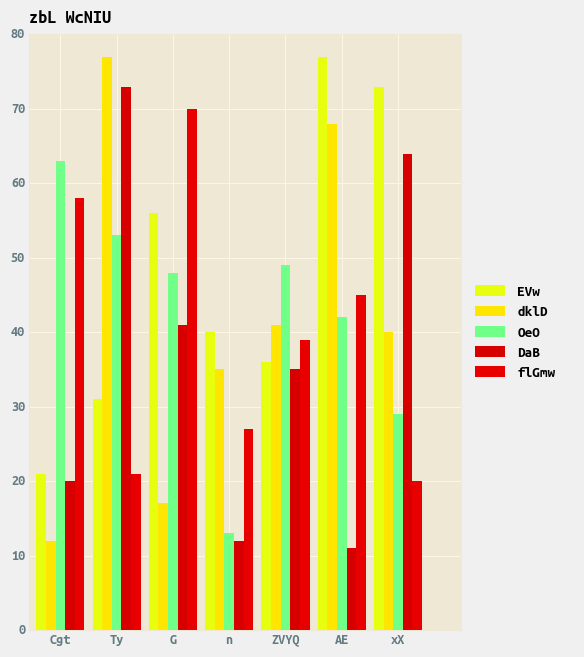 zbL WcNIU
80
70
60
50
40
30
20
10
0
Cgt Ty G n ZVYQ AE xX
EVw
dklD
OeO
DaB
flGmw